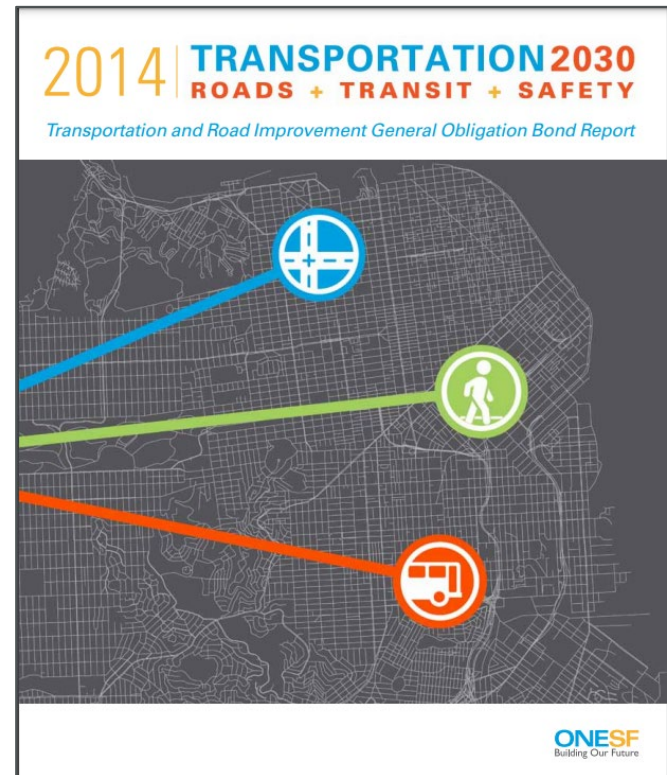 2014 | TRANSPORTATION 2030
ROADS + TRANSIT + SAFETY
Transportation and Road Improvement General Obligation Bond Report
ONESF
Building Our Future